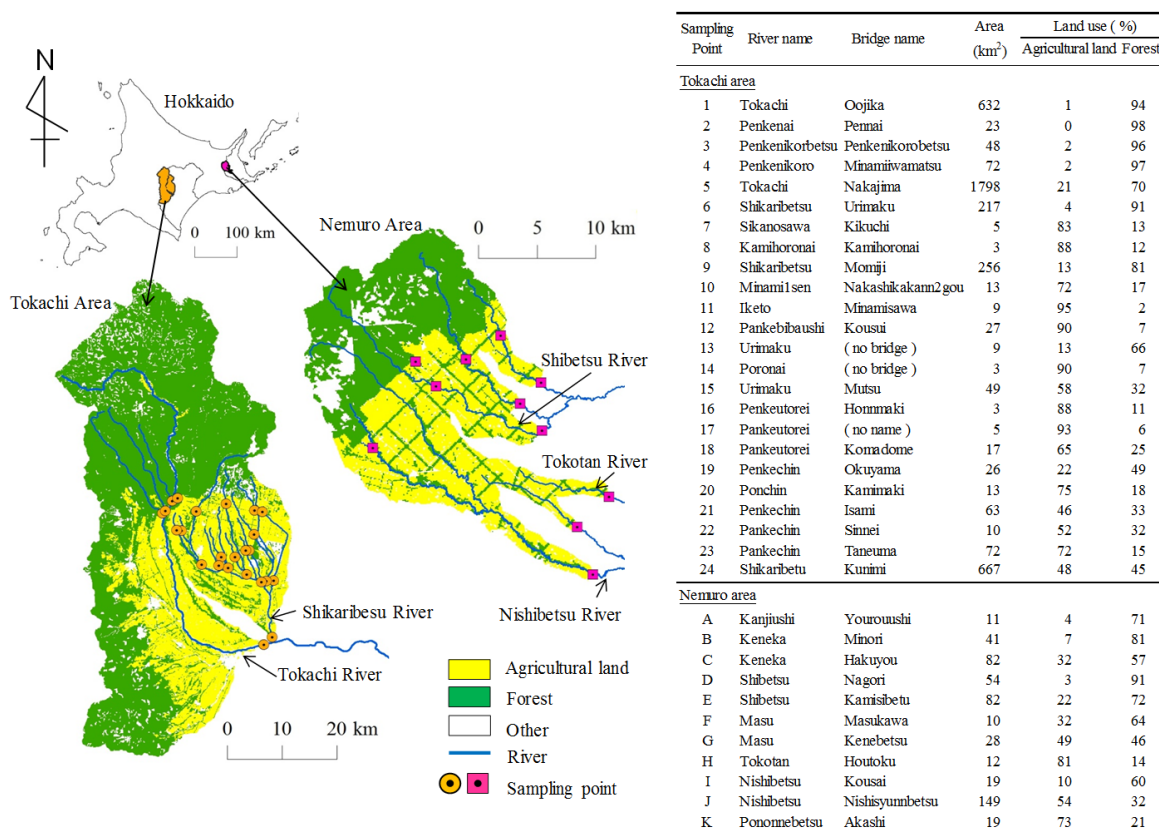 N
Hokkaido
0 100 km
Nemuro Area
0 5 10 km
Tokachi Area
Shibetsu River
Tokotan River
Nishibetsu River
Shikaribesu River
Tokachi River
Agricultural land
Forest
Other
River
Sampling point
0 10 20 km
Sampling Point River name Bridge name Area (km2) Land use ( %)
Agricultural land Forest
Tokachi area
1 Tokachi Oojika 632 1 94
2 Penkenai Pennai 23 0 98
3 Penkenikorbetsu Penkenikorobetsu 48 2 96
4 Penkenikoro Minamiiwamatsu 72 2 97
5 Tokachi Nakajima 1798 21 70
6 Shikaribetsu Urimaku 217 4 91
7 Sikanosawa Kikuchi 5 83 13
8 Kamihoronai Kamihoronai 3 88 12
9 Shikaribetsu Momiji 256 13 81
10 Minami1sen Nakashikakann2gou 13 72 17
11 Iketo Minamisawa 9 95 2
12 Pankebibaushi Kousui 27 90 7
13 Urimaku ( no bridge ) 9 13 66
14 Poronai ( no bridge ) 3 90 7
15 Urimaku Mutsu 49 58 32
16 Penkeutorei Honnmaki 3 88 11
17 Pankeutorei ( no name ) 5 93 6
18 Pankeutorei Komadome 17 65 25
19 Penkechin Okuyama 26 22 49
20 Ponchin Kamimaki 13 75 18
21 Penkechin Isami 63 46 33
22 Pankechin Sinnei 10 52 32
23 Pankechin Taneuma 72 72 15
24 Shikaribetu Kunimi 667 48 45
Nemuro area
A Kanjiushi Yourouushi 11 4 71
B Keneka Minori 41 7 81
C Keneka Hakuyou 82 32 57
D Shibetsu Nagori 54 3 91
E Shibetsu Kamisibetu 82 22 72
F Masu Masukawa 10 32 64
G Masu Kenebetsu 28 49 46
H Tokotan Houtoku 12 81 14
I Nishibetsu Kousai 19 10 60
J Nishibetsu Nishisyunnbetsu 149 54 32
K Pononnebetsu Akashi 19 73 21